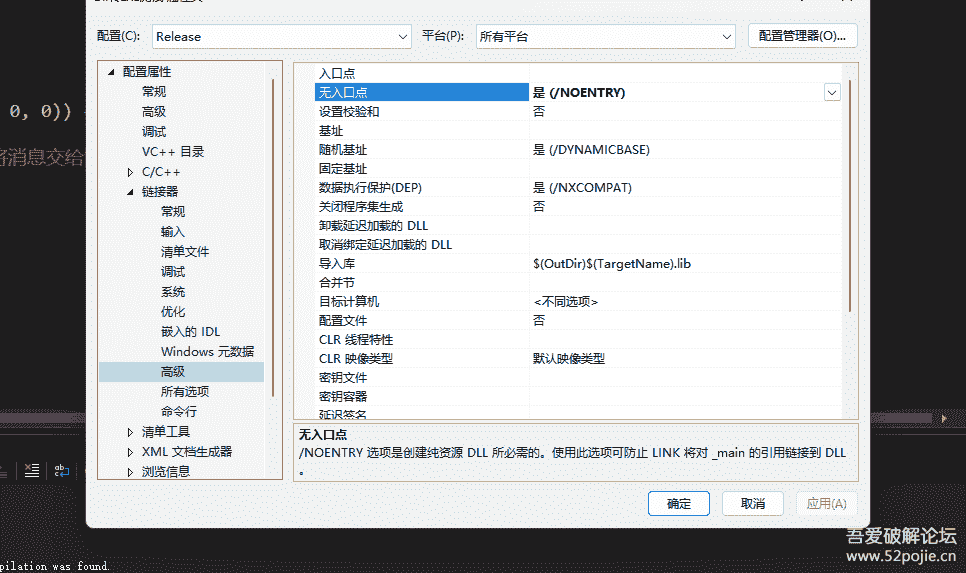 配置(C):
Release
平台(P):
所有平台
配置管理器(O)...
配置属性
常规
高级
调试
VC++ 目录
C/C++
链接器
常规
输入
清单文件
调试
系统
优化
嵌入的 IDL
Windows 元数据
高级
所有选项
命令行
清单工具
XML 文档生成器
浏览信息
入口点
无入口点 是 (/NOENTRY)
设置校验和 否
基址
随机基址 是 (/DYNAMICBASE)
固定基址
数据执行保护(DEP) 是 (/NXCOMPAT)
关闭程序集生成 否
卸载延迟加载的 DLL
取消绑定延迟加载的 DLL
导入库 $(OutDir)$(TargetName).lib
合并节
目标计算机 <不同选项>
配置文件 否
CLR 线程特性
CLR 映像类型 默认映像类型
密钥文件
密钥容器
延迟签名
无入口点
/NOENTRY 选项是创建纯资源 DLL 所必需的。使用此选项可防止 LINK 将对 _main 的引用链接到 DLL
。
确定
取消
应用(A)
0, 0))
将消息交给
pilation was found.
吾爱破解论坛
www.52pojie.cn